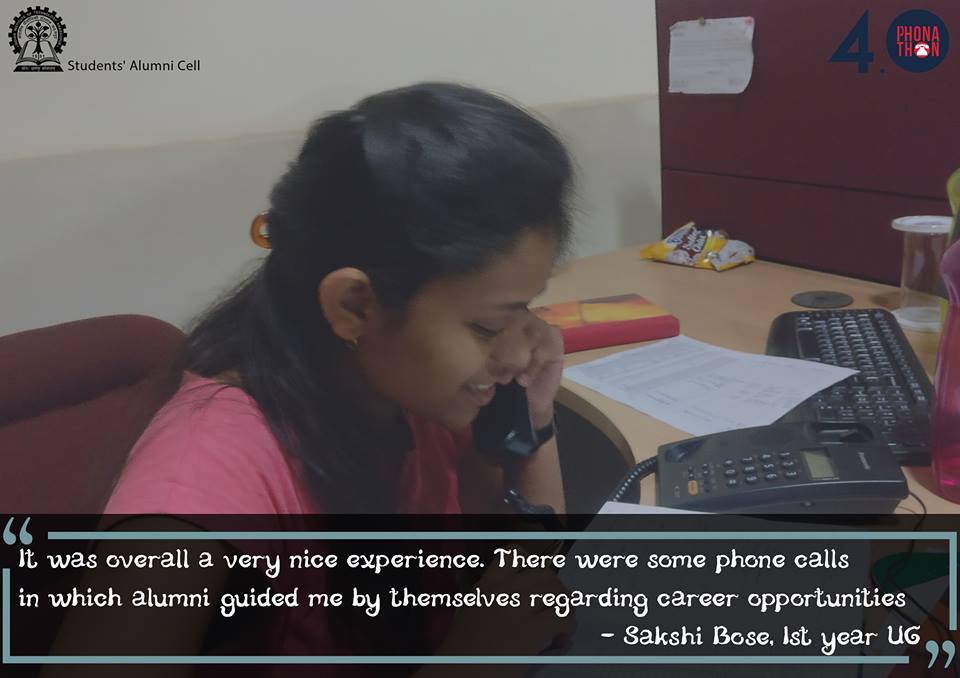 Students' Alumni Cell
4.0
PHONA
THON
It was overall a very nice experience. There were some phone calls
in which alumni guided me by themselves regarding career opportunities
- Sakshi Bose, 1st year UG